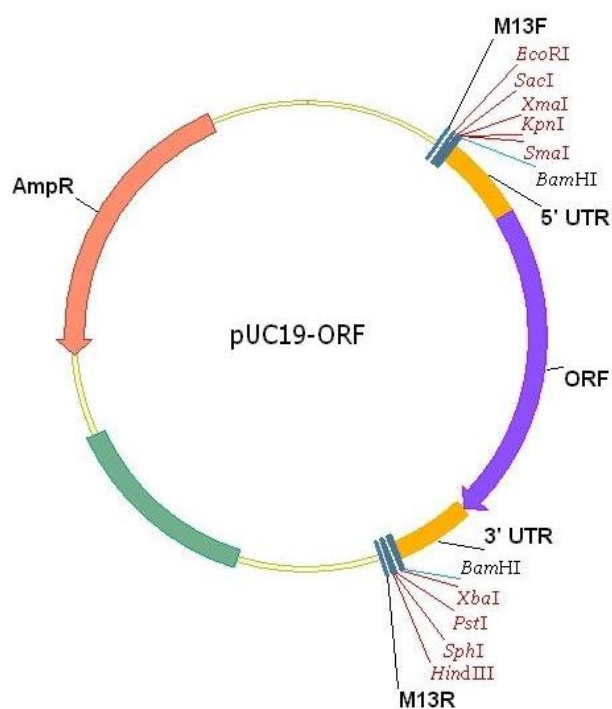 M13F
EcoRI
SacI
XmaI
KpnI
SmaI
BamHI
5' UTR
AmpR
pUC19-ORF
ORF
3' UTR
BamHI
XbaI
PstI
SphI
HindIII
M13R